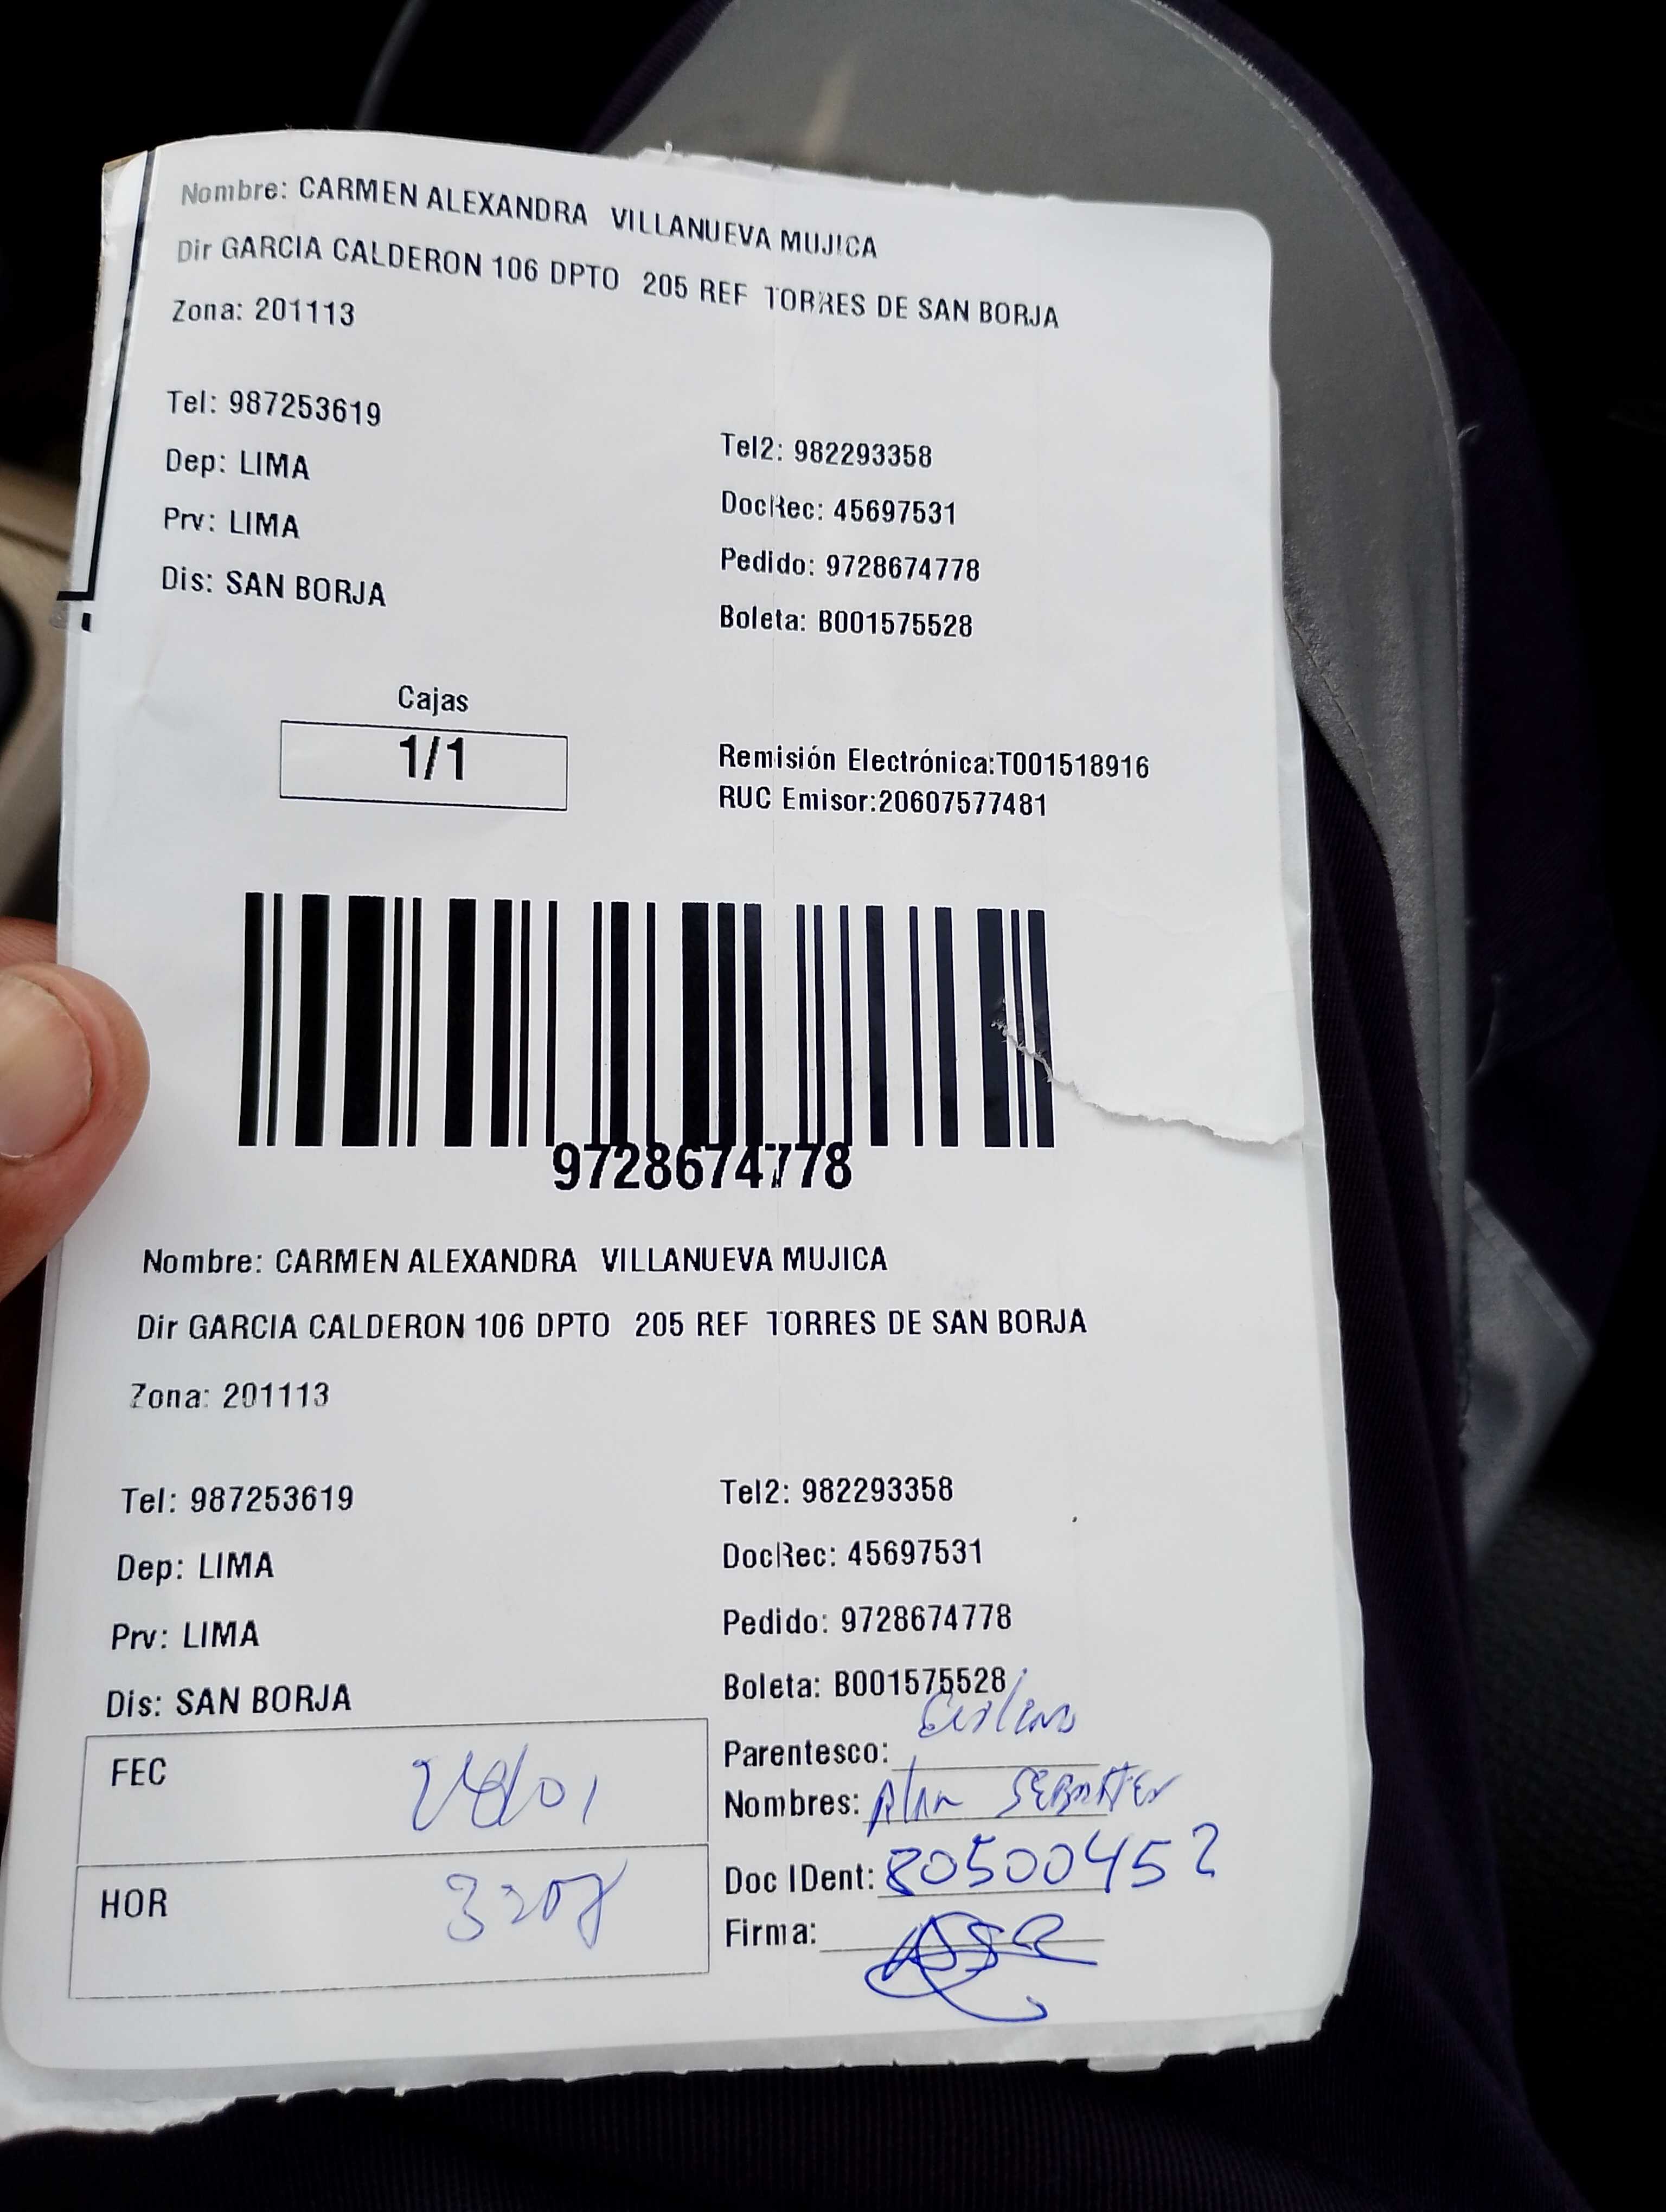 Nombre: CARMEN ALEXANDRA VILLANUEVA MUJICA
Dir GARCIA CALDERON 106 DPTO 205 REF TORRES DE SAN BORJA
Zona: 201113
Tel: 987253619
Tel2: 982293358
Dep: LIMA
DocRec: 45697531
Prv: LIMA
Pedido: 9728674778
Dis: SAN BORJA
Boleta: B001575528
Cajas
1/1
Remisión Electrónica:T001518916
RUC Emisor:20607577481
9728674778
Nombre: CARMEN ALEXANDRA VILLANUEVA MUJICA
Dir GARCIA CALDERON 106 DPTO 205 REF TORRES DE SAN BORJA
Zona: 201113
Tel: 987253619
Tel2: 982293358
Dep: LIMA
DocRec: 45697531
Prv: LIMA
Pedido: 9728674778
Dis: SAN BORJA
Boleta: B001575528
FEC
Parentesco:
Nombres: Alan
HOR
Doc IDent: 80500452
Firma: